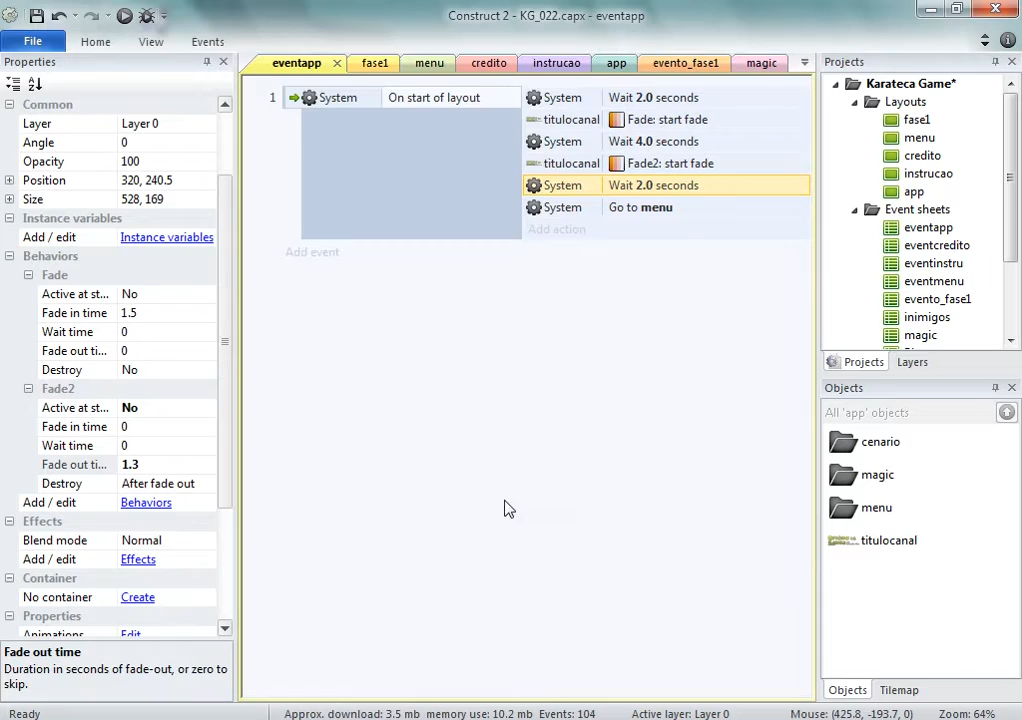 Construct 2 - KG_022.capx - eventapp
File Home View Events
Properties
eventapp fase1 menu credito instrucao app evento_fase1 magic
Projects
Common
Layer Layer 0
Angle 0
Opacity 100
Position 320, 240.5
Size 528, 169
Instance variables
Add / edit Instance variables
Behaviors
Fade
Active at st... No
Fade in time 1.5
Wait time 0
Fade out ti... 0
Destroy No
Fade2
Active at st... No
Fade in time 0
Wait time 0
Fade out ti... 1.3
Destroy After fade out
Add / edit Behaviors
Effects
Blend mode Normal
Add / edit Effects
Container
No container Create
Properties
Animations Edit
Fade out time
Duration in seconds of fade-out, or zero to
skip.
1 System On start of layout
System Wait 2.0 seconds
titulocanal Fade: start fade
System Wait 4.0 seconds
titulocanal Fade2: start fade
System Wait 2.0 seconds
System Go to menu
Add action
Add event
Karateca Game*
Layouts
fase1
menu
credito
instrucao
app
Event sheets
eventapp
eventcredito
eventinstru
eventmenu
evento_fase1
inimigos
magic
Projects Layers
Objects
All 'app' objects
cenario
magic
menu
titulocanal
Objects Tilemap
Ready Approx. download: 3.5 mb memory use: 10.2 mb Events: 104 Active layer: Layer 0 Mouse: (425.8, -193.7, 0) Zoom: 64%